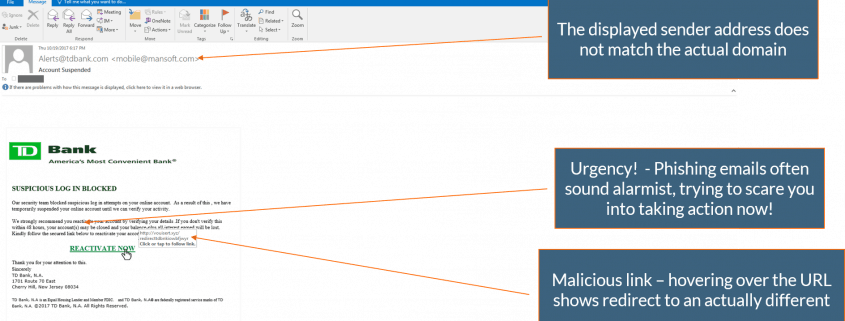 File Message Tell me what you want to do...
Ignore
Junk Delete Reply Reply All Forward Meeting IM More
Move Rules OneNote Actions
Mark Unread Categorize Follow Up Translate Find Related Select Zoom
Delete Respond Move Tags Editing Zoom
Thu 10/19/2017 6:17 PM
Alerts@tdbank.com <mobile@mansoft.com>
Account Suspended
To
If there are problems with how this message is displayed, click here to view it in a web browser.
The displayed sender address does
not match the actual domain
TD Bank
America's Most Convenient Bank®
SUSPICIOUS LOG IN BLOCKED
Our security team blocked suspicious log in attempts on your online account. As a result of this, we have
temporarily suspended your online account until we can verify your activity.
We strongly recommend you reactivate your account by verifying your details. If you don't verify this
within 48 hours, your account(s) may be closed and your balance plus all interest earned will be lost.
Kindly follow the secured link below to reactivate your
Click or tap to follow link.
REACTIVATE NOW
Thank you for your attention to this.
Sincerely
TD Bank, N.A.
1701 Route 70 East
Cherry Hill, New Jersey 08034
TD Bank, N.A is an Equal Housing Lender and Member FDIC. and TD Bank, N.A® are federally registered service marks of TD
Bank, N.A. ©2017 TD Bank, N.A. All Rights Reserved.
Urgency! - Phishing emails often
sound alarmist, trying to scare you
into taking action now!
Malicious link – hovering over the URL
shows redirect to an actually different